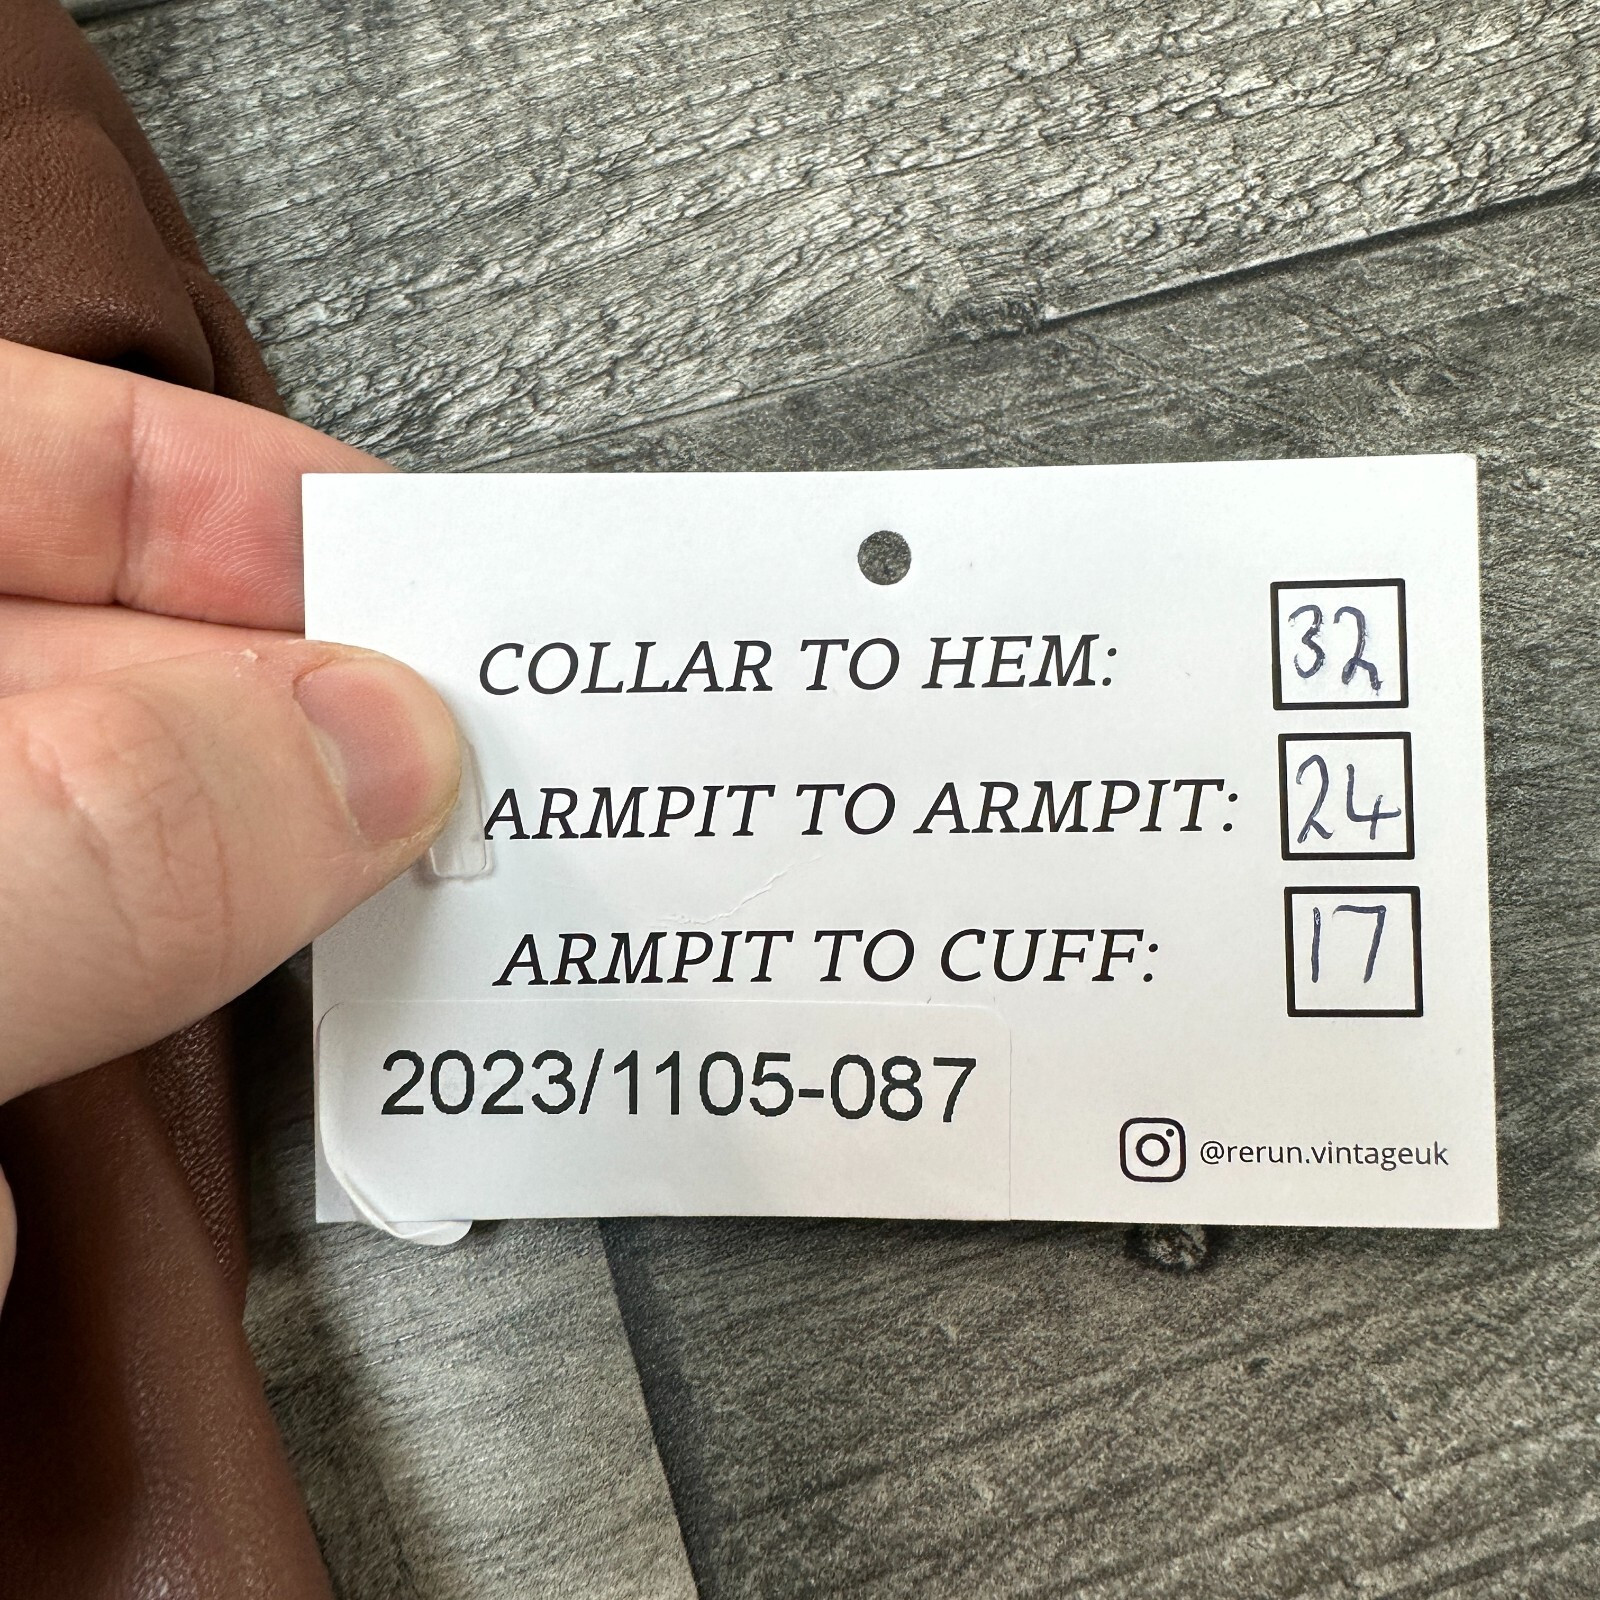 COLLAR TO HEM: 32
ARMPIT TO ARMPIT: 24
ARMPIT TO CUFF: 17
2023/1105-087
@rerun.vintageuk